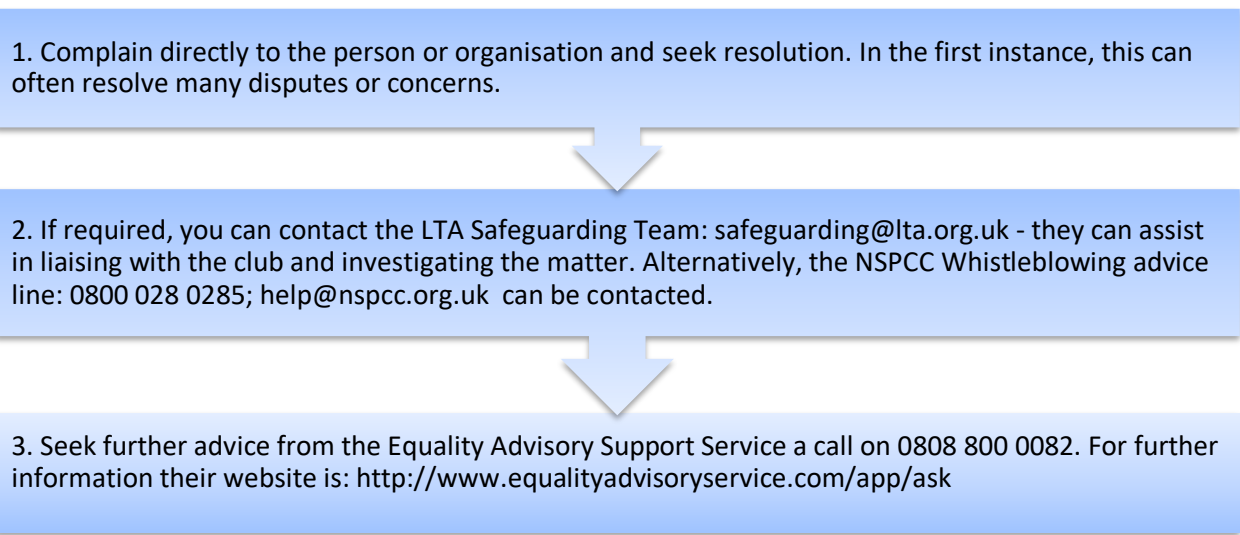 1. Complain directly to the person or organisation and seek resolution. In the first instance, this can
often resolve many disputes or concerns.
2. If required, you can contact the LTA Safeguarding Team: safeguarding@lta.org.uk - they can assist
in liaising with the club and investigating the matter. Alternatively, the NSPCC Whistleblowing advice
line: 0800 028 0285; help@nspcc.org.uk  can be contacted.
3. Seek further advice from the Equality Advisory Support Service a call on 0808 800 0082. For further
information their website is: http://www.equalityadvisoryservice.com/app/ask